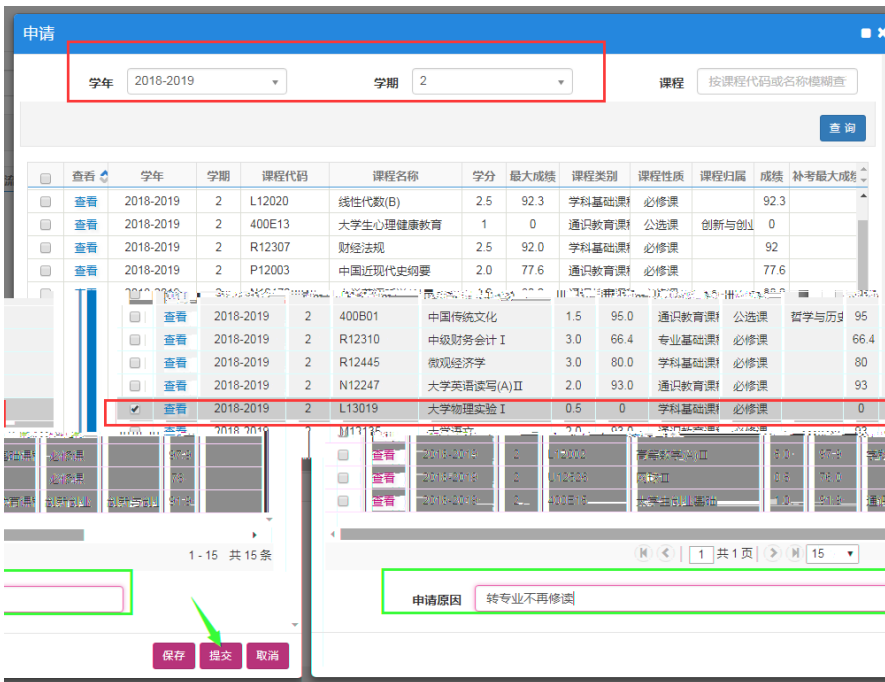 申请
学年 2018-2019 学期 2 课程 按课程代码或名称模糊查
查询
查看 学年 学期 课程代码 课程名称 学分 最大成绩 课程类别 课程性质 课程归属 成绩 补考最大成绩
查看 2018-2019 2 L12020 线性代数(B) 2.5 92.3 学科基础课 必修课 92.3
查看 2018-2019 2 400E13 大学生心理健康教育 1 0 通识教育课 公选课 创新与创业 0
查看 2018-2019 2 R12307 财经法规 2.5 92.0 学科基础课 必修课 92
查看 2018-2019 2 P12003 中国近现代史纲要 2.0 77.6 通识教育课 必修课 77.6
查看 2018-2019 2 400B01 中国传统文化 1.5 95.0 通识教育课 公选课 哲学与历史 95
查看 2018-2019 2 R12310 中级财务会计 I 3.0 66.4 专业基础课 必修课 66.4
查看 2018-2019 2 R12445 微观经济学 3.0 80.0 学科基础课 必修课 80
查看 2018-2019 2 N12247 大学英语读写(A)II 2.0 93.0 通识教育课 必修课 93
查看 2018-2019 2 L13019 大学物理实验 I 0.5 0 学科基础课 必修课 0
查看
查看
查看
1 - 15 共 15 条
1 共 1 页 15
申请原因 转专业不再修读
保存 提交 取消